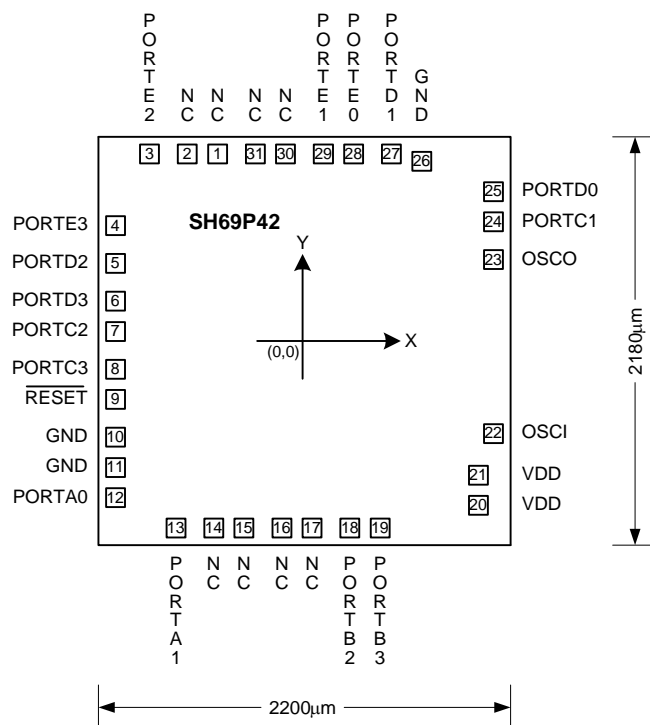 PORTE2
NC
NC
NC
NC
PORTE1
PORTE0
PORTD1
GND
3
2
1
31
30
29
28
27
26
25 PORTD0
PORTE3 4
SH69P42
24 PORTC1
Y
PORTD2 5
23 OSCO
PORTD3 6
PORTC2 7
X
(0,0)
2180μm
PORTC3 8
RESET 9
GND 10
22 OSCI
GND 11
21 VDD
PORTA0 12
20 VDD
13
14
15
16
17
18
19
PORTA1
NC
NC
NC
NC
PORTB2
PORTB3
2200μm